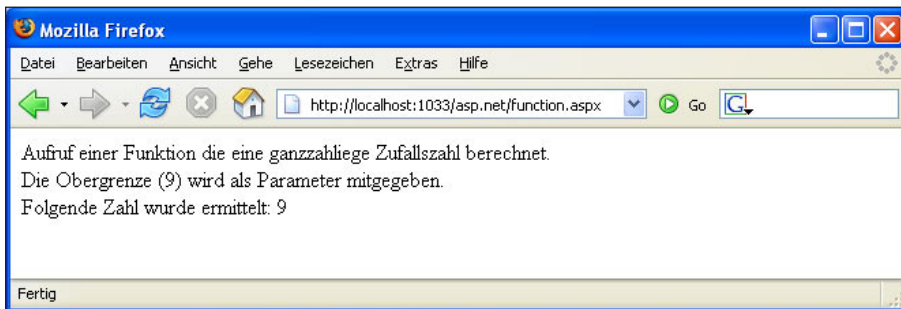 Mozilla Firefox
Datei Bearbeiten Ansicht Gehe Lesezeichen Extras Hilfe
http://localhost:1033/asp.net/function.aspx Go G
Aufruf einer Funktion die eine ganzzahliege Zufallszahl berechnet.
Die Obergrenze (9) wird als Parameter mitgegeben.
Folgende Zahl wurde ermittelt: 9
Fertig